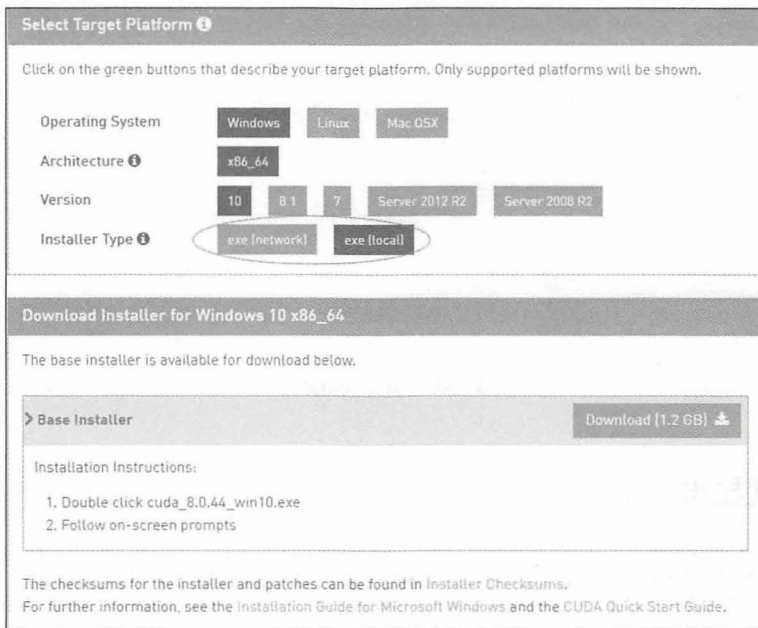 Select Target Platform
Click on the green buttons that describe your target platform. Only supported platforms will be shown.
Operating System Windows Linux Mac OSX
Architecture x86_64
Version 10 8.1 7 Server 2012 R2 Server 2008 R2
Installer Type exe [network] exe [local]
Download Installer for Windows 10 x86_64
The base installer is available for download below.
Base Installer Download [1.2 GB]
Installation Instructions:
1. Double click cuda_8.0.44_win10.exe
2. Follow on-screen prompts
The checksums for the installer and patches can be found in Installer Checksums.
For further information, see the Installation Guide for Microsoft Windows and the CUDA Quick Start Guide.